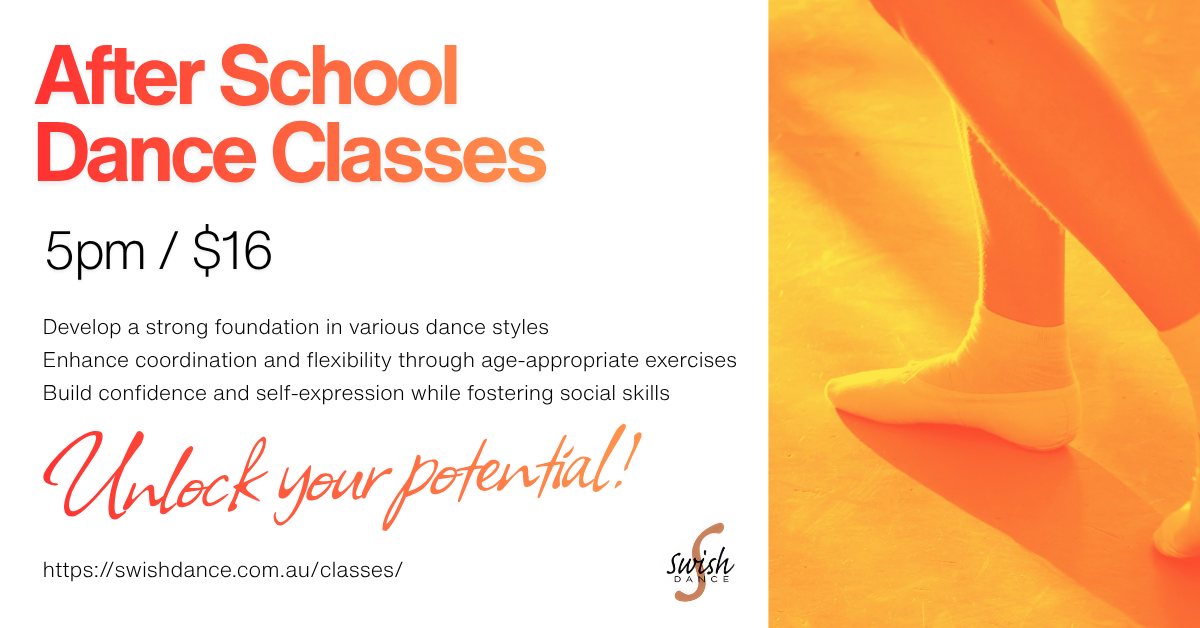 After School
Dance Classes
5pm / $16
Develop a strong foundation in various dance styles
Enhance coordination and flexibility through age-appropriate exercises
Build confidence and self-expression while fostering social skills
Unlock your potential!
https://swishdance.com.au/classes/
S
swish
DANCE